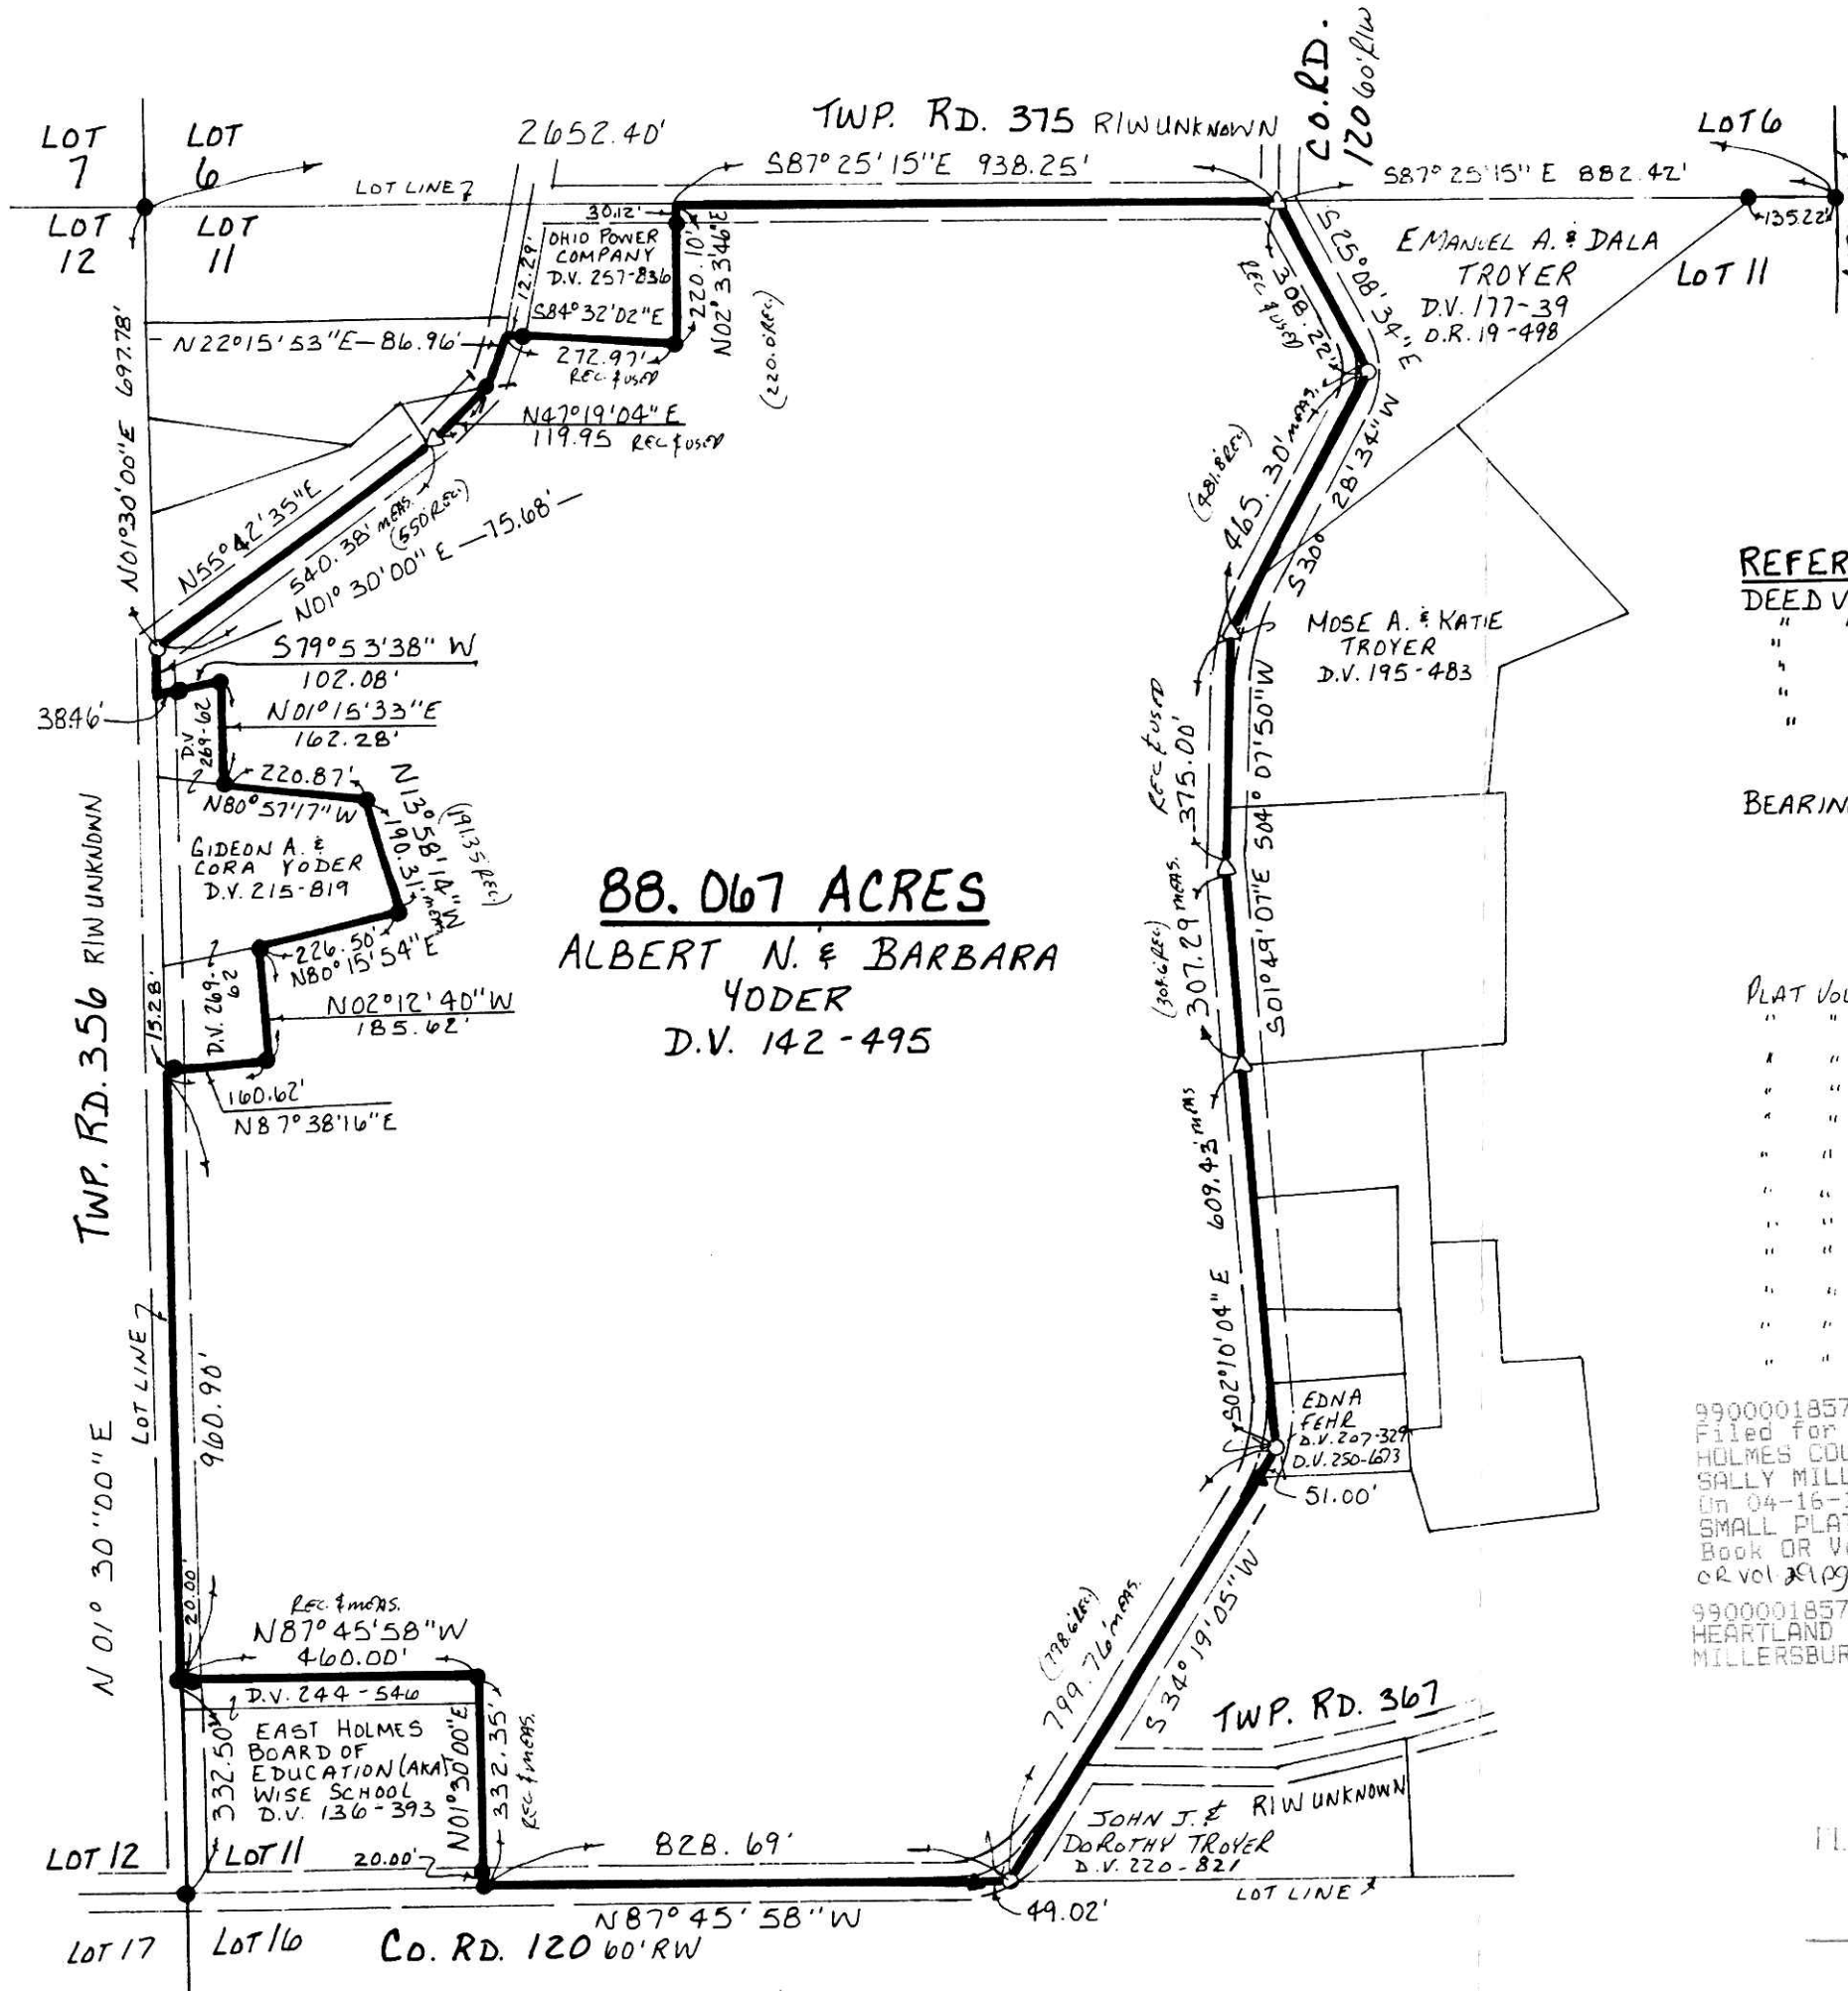 CO. RD.
120 60' R/W
TWP. RD. 375 R/W UNKNOWN
2652.40'
LOT 7
LOT 6
LOT 6
LOT LINE
S87°25'15"E 938.25'
S87°25'15"E 882.42'
135.22'
LOT 12
LOT 11
LOT 11
30.12'
OHIO POWER
COMPANY
D.V. 257-836
12.29'
S84°32'02"E
272.97'
REC. & USED
220.10'
N02°33'46"E
(220.0 REC.)
S25°08'34"E
308.22'
REC & USED
EMANUEL A. & DALA
TROYER
D.V. 177-39
O.R. 19-498
N01°30'00"E 697.78'
N22°15'53"E-86.96'
N47°19'04"E
119.95 REC & USED
N55°42'35"E
540.38' MEAS.
(550 REC.)
N01°30'00"E-75.68'
(481.8 REC.)
465.30' MEAS.
S30° 28'34"W
S79°53'38"W
102.08'
38.46'
D.V.
269-62
N01°15'33"E
162.28'
220.87'
N80°57'17"W
N13°58'14"W
190.31' MEAS.
(191.35 REC.)
GIDEON A. &
CORA YODER
D.V. 215-819
226.50'
N80°15'54"E
D.V. 269-
62
N02°12'40"W
185.62'
15.28'
160.62'
N87°38'16"E
TWP. RD. 356 R/W UNKNOWN
88.067 ACRES
ALBERT N. & BARBARA
YODER
D.V. 142-495
MOSE A. & KATIE
TROYER
D.V. 195-483
REC & USED
375.00'
S04°07'50"W
307.29 MEAS.
S01°49'07"E
609.43' MEAS
S02°10'04"E
REFER
DEED V
"
"
"
"
"
BEARIN
PLAT VOL
" "
" "
" "
" "
" "
" "
" "
" "
" "
" "
" "
LOT LINE
960.90'
N 01° 30'"00"E
EDNA
FEHR
D.V. 207-329
D.V. 250-673
51.00'
9900001857
Filed for
HOLMES COU
SALLY MILL
On 04-16-
SMALL PLAT
Book OR V
OR Vol
9900001857
HEARTLAND
MILLERSBUR
20.00'
REC. & MEAS.
N87°45'58"W
460.00'
D.V. 244-546
EAST HOLMES
BOARD OF
EDUCATION (AKA)
WISE SCHOOL
D.V. 136-393
332.50'
N01°30'00"E
332.35'
REC & MEAS.
(778.6 REC.)
799.76' MEAS.
S 34°19'05"W
TWP. RD. 367
R/W UNKNOWN
JOHN J. &
DOROTHY TROYER
D.V. 220-821
LOT 12
LOT 11
20.00'
828.69'
LOT LINE
49.02'
N87°45'58"W
LOT 17
LOT 16
CO. RD. 120 60' RW